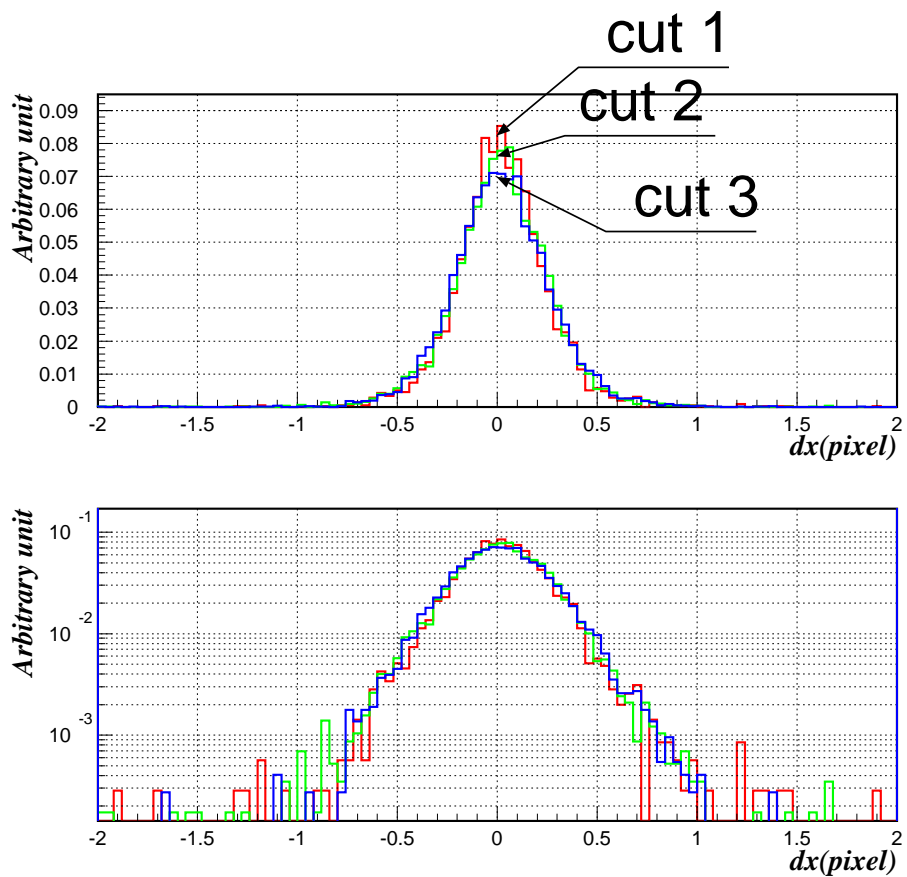 cut 1
cut 2
cut 3
Arbitrary unit
0.09
0.08
0.07
0.06
0.05
0.04
0.03
0.02
0.01
0
-2 -1.5 -1 -0.5 0 0.5 1 1.5 2
dx(pixel)
Arbitrary unit
10 -1
10 -2
10 -3
-2 -1.5 -1 -0.5 0 0.5 1 1.5 2
dx(pixel)